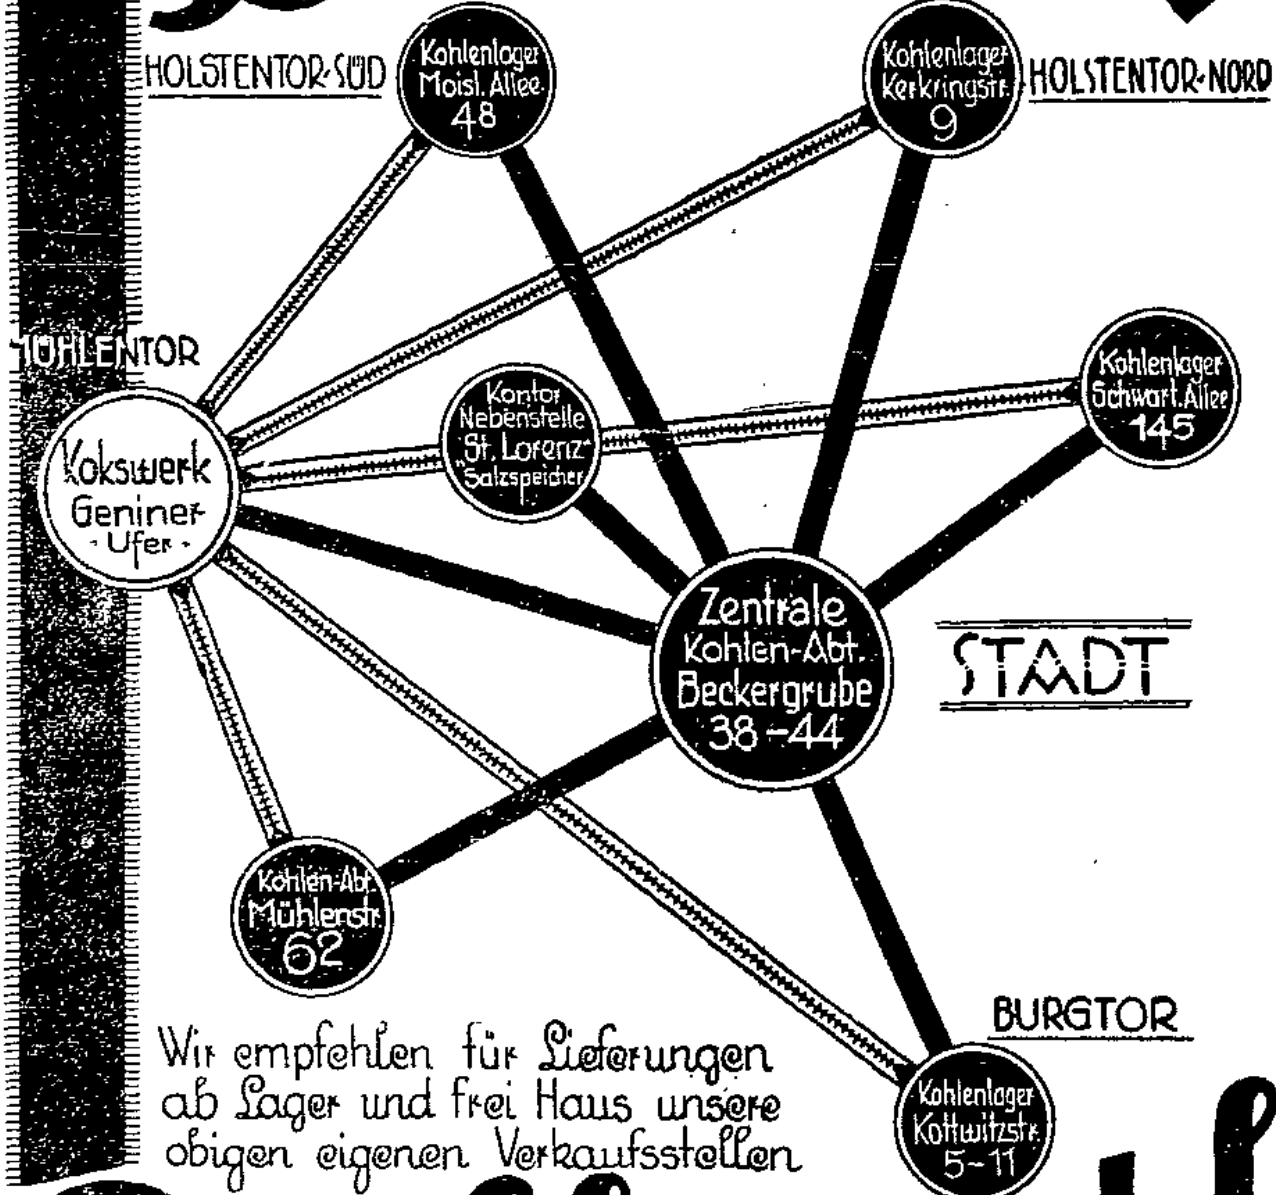 HOLSTENTOR-SÜD
Kohlenlager
Moisl. Allee
48
Kohlenlager
Kerkringstr.
9
HOLSTENTOR-NORD
MÜHLENTOR
Kokswerk
Geniner-
- Ufer -
Kontor
Nebenstelle
"St. Lorenz"
Salzspeicher
Kohlenlager
Schwart. Allee
145
Zentrale
Kohlen-Abt.
Beckergrube
38-44
STADT
Kohlen-Abt.
Mühlenstr.
62
BURGTOR
Kohlenlager
Kottwitzstr.
5-11
Wir empfehlen für Lieferungen
ab Lager und frei Haus unsere
obigen eigenen Verkaufsstellen